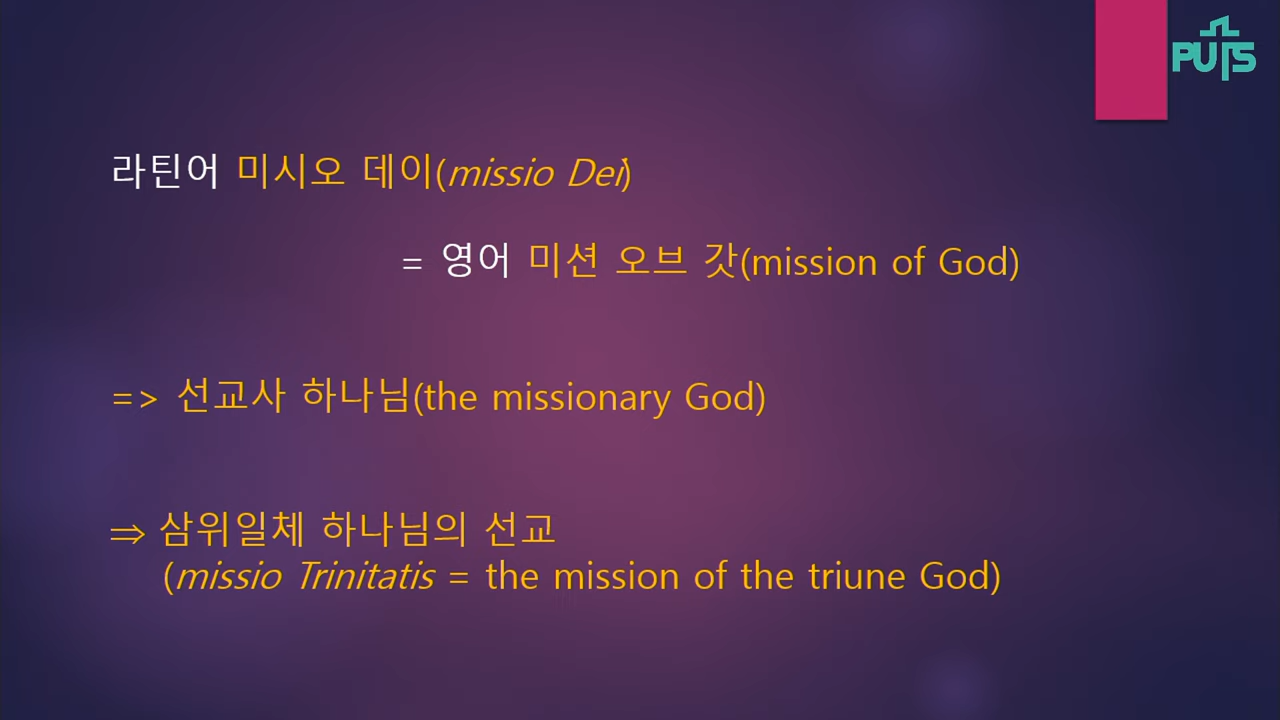 PUTS
라틴어 미시오 데이(missio Dei)
= 영어 미션 오브 갓(mission of God)
=> 선교사 하나님(the missionary God)
⇒ 삼위일체 하나님의 선교
(missio Trinitatis = the mission of the triune God)